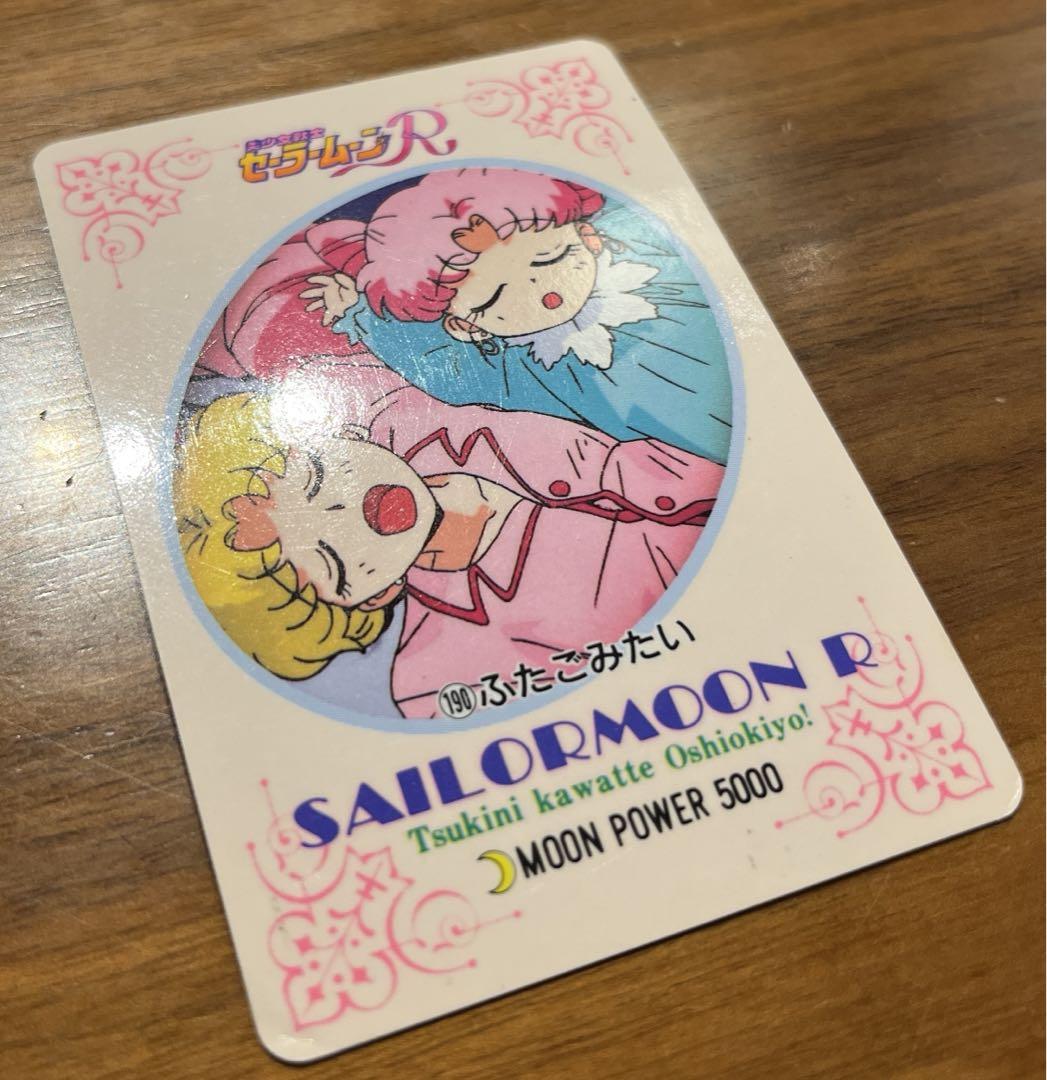 美少女戦士
セーラームーンR
190 ふたごみたい
SAILORMOON R
Tsukini kawatte Oshiokiyo!
MOON POWER 5000